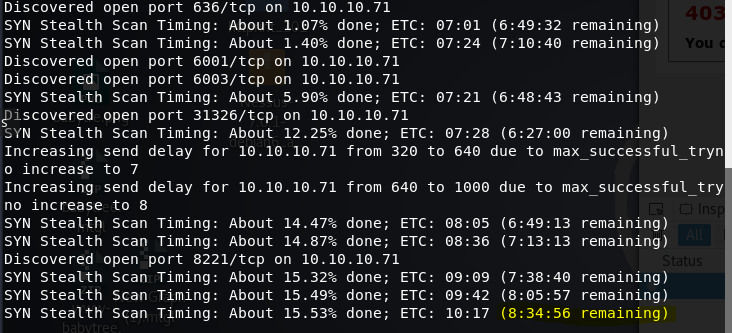 Discovered open port 636/tcp on 10.10.10.71
SYN Stealth Scan Timing: About 1.07% done; ETC: 07:01 (6:49:32 remaining)
SYN Stealth Scan Timing: About 1.40% done; ETC: 07:24 (7:10:40 remaining)
Discovered open port 6001/tcp on 10.10.10.71
Discovered open port 6003/tcp on 10.10.10.71
SYN Stealth Scan Timing: About 5.90% done; ETC: 07:21 (6:48:43 remaining)
Discovered open port 31326/tcp on 10.10.10.71
SYN Stealth Scan Timing: About 12.25% done; ETC: 07:28 (6:27:00 remaining)
Increasing send delay for 10.10.10.71 from 320 to 640 due to max_successful_tryn
o increase to 7
Increasing send delay for 10.10.10.71 from 640 to 1000 due to max_successful_try
no increase to 8
SYN Stealth Scan Timing: About 14.47% done; ETC: 08:05 (6:49:13 remaining)
SYN Stealth Scan Timing: About 14.87% done; ETC: 08:36 (7:13:13 remaining)
Discovered open port 8221/tcp on 10.10.10.71
SYN Stealth Scan Timing: About 15.32% done; ETC: 09:09 (7:38:40 remaining)
SYN Stealth Scan Timing: About 15.49% done; ETC: 09:42 (8:05:57 remaining)
SYN Stealth Scan Timing: About 15.53% done; ETC: 10:17 (8:34:56 remaining)
403
You
Insp
All
Status
babytree